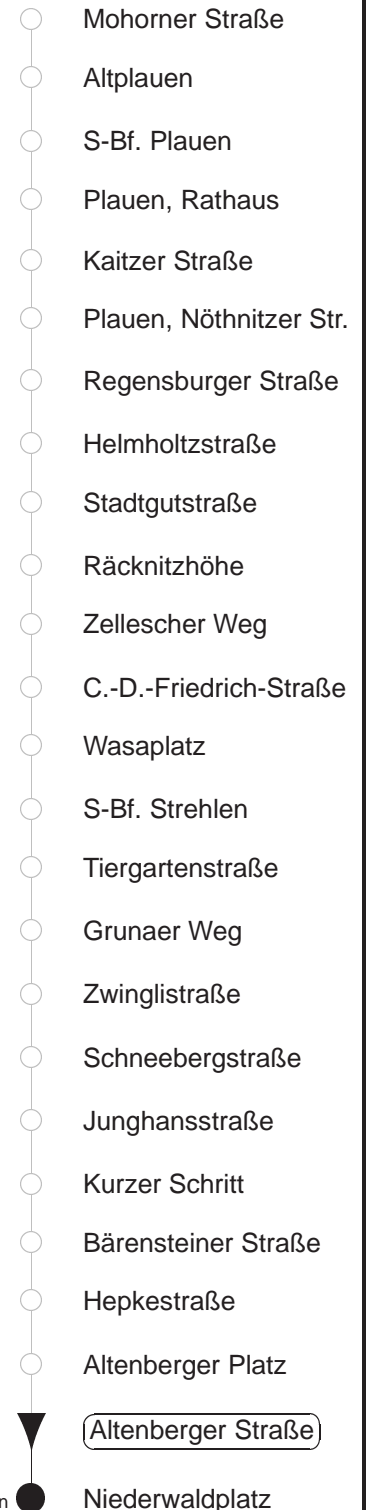 Mohorner Straße
Altplauen
S-Bf. Plauen
Plauen, Rathaus
Kaitzer Straße
Plauen, Nöthnitzer Str.
Regensburger Straße
Helmholtzstraße
Stadtgutstraße
Räcknitzhöhe
Zellescher Weg
C.-D.-Friedrich-Straße
Wasaplatz
S-Bf. Strehlen
Tiergartenstraße
Grunaer Weg
Zwinglistraße
Schneebergstraße
Junghansstraße
Kurzer Schritt
Bärensteiner Straße
Hepkestraße
Altenberger Platz
Altenberger Straße
n Niederwaldplatz